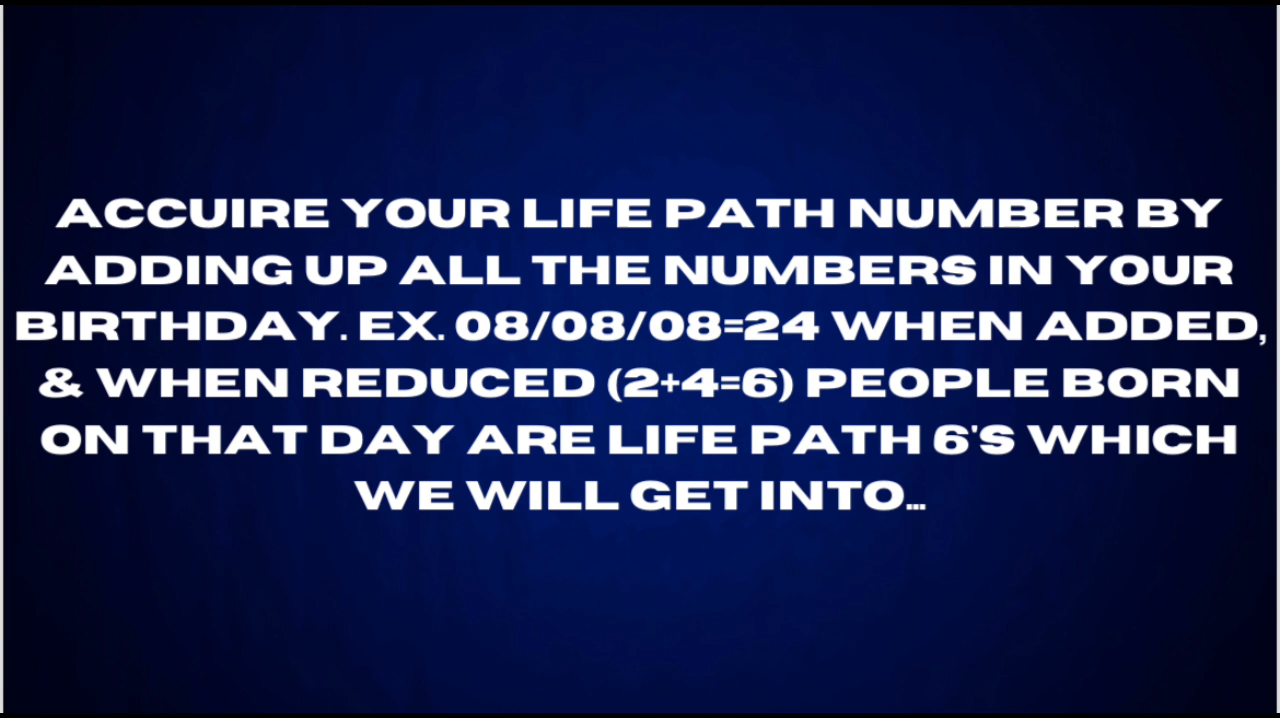 ACCUIRE YOUR LIFE PATH NUMBER BY
ADDING UP ALL THE NUMBERS IN YOUR
BIRTHDAY. EX. 08/08/08=24 WHEN ADDED,
& WHEN REDUCED (2+4=6) PEOPLE BORN
ON THAT DAY ARE LIFE PATH 6'S WHICH
WE WILL GET INTO...